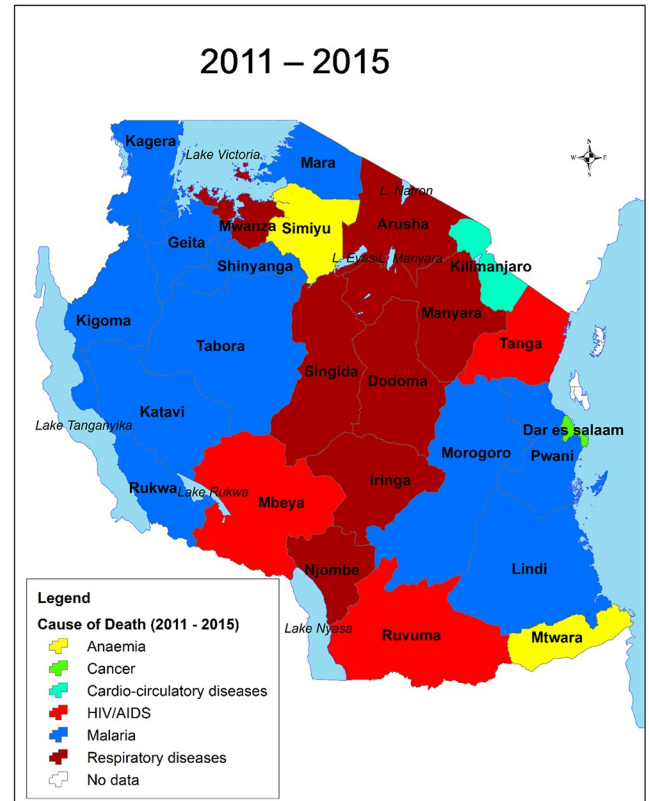 2011 – 2015
N
W
E
S
Kagera
Lake Victoria.
Mara
L. Natron
Mwanza
Simiyu
Arusha
Geita
Shinyanga
L. Eyasi
L. Manyara
Kilimanjaro
Kigoma
Manyara
Tabora
Tanga
Singida
Dodoma
Katavi
Lake Tanganyika
Dar es salaam
Morogoro
Pwani
Rukwa
Lake Rukwa
Mbeya
Iringa
Njombe
Lindi
Lake Nyasa
Ruvuma
Mtwara
Legend
Cause of Death (2011 - 2015)
Anaemia
Cancer
Cardio-circulatory diseases
HIV/AIDS
Malaria
Respiratory diseases
No data